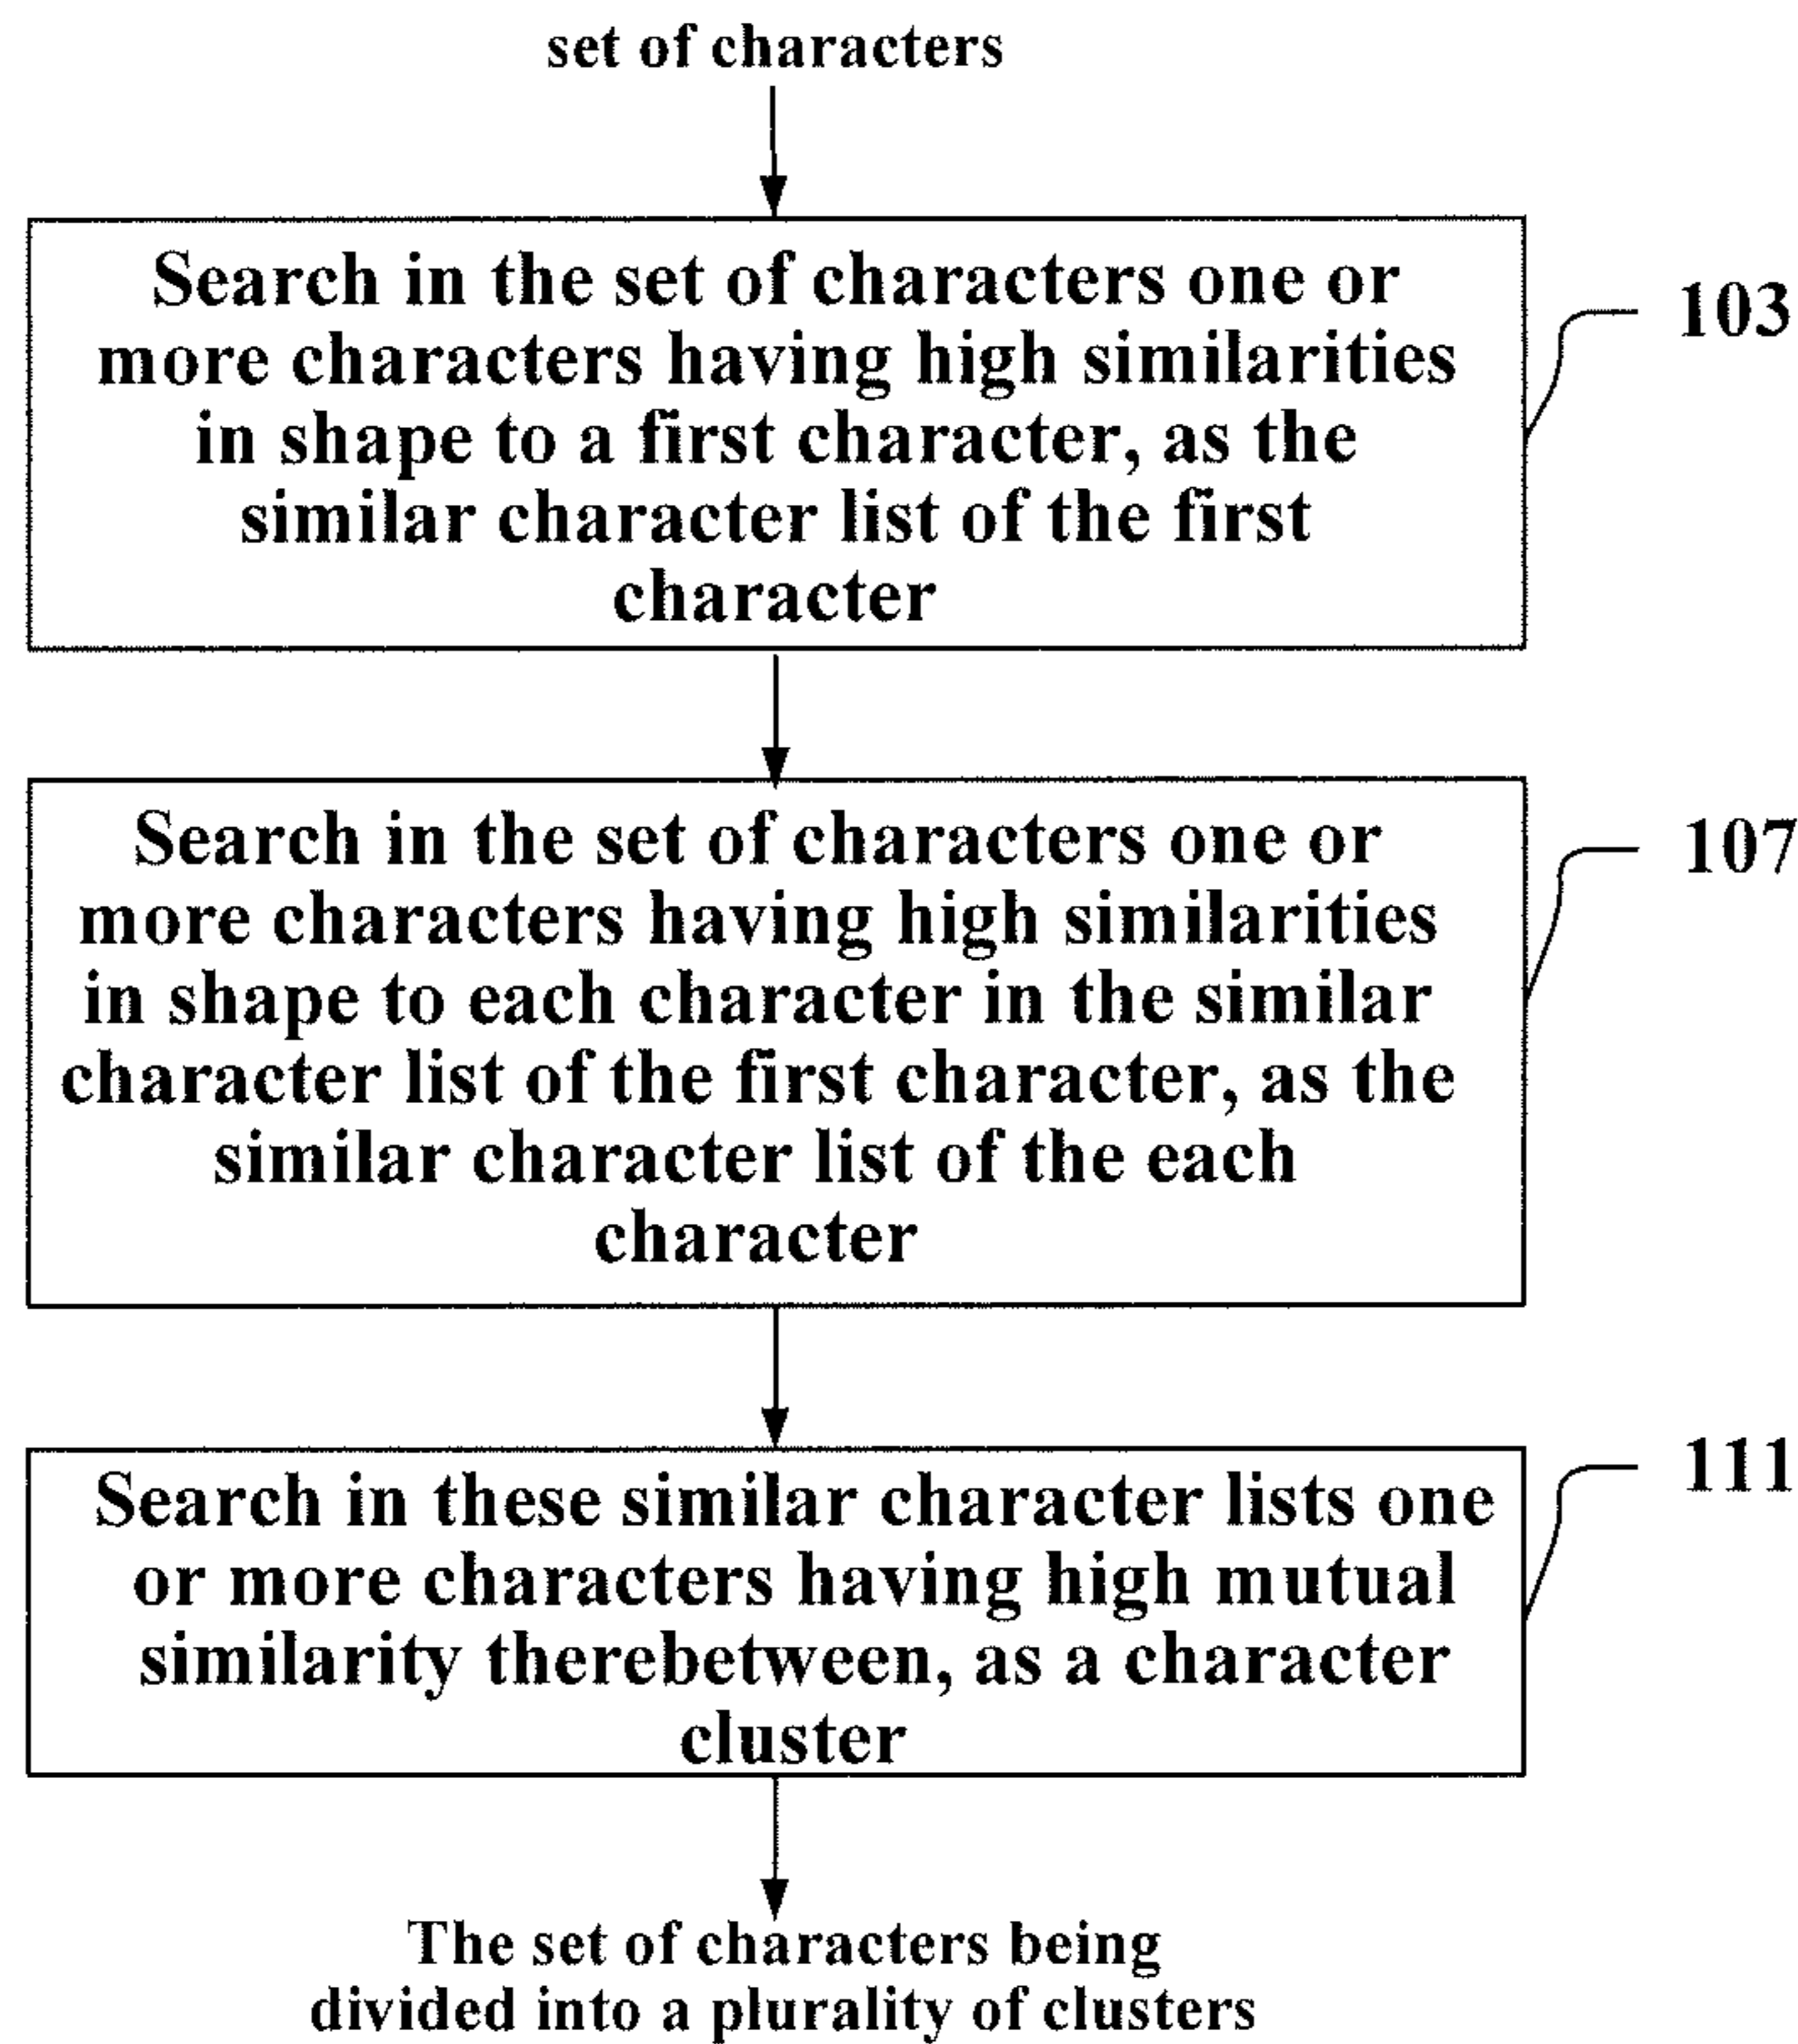 set of characters
Search in the set of characters one or
more characters having high similarities
in shape to a first character, as the
similar character list of the first
character
103
Search in the set of characters one or
more characters having high similarities
in shape to each character in the similar
character list of the first character, as the
similar character list of the each
character
107
Search in these similar character lists one
or more characters having high mutual
similarity therebetween, as a character
cluster
111
The set of characters being
divided into a plurality of clusters